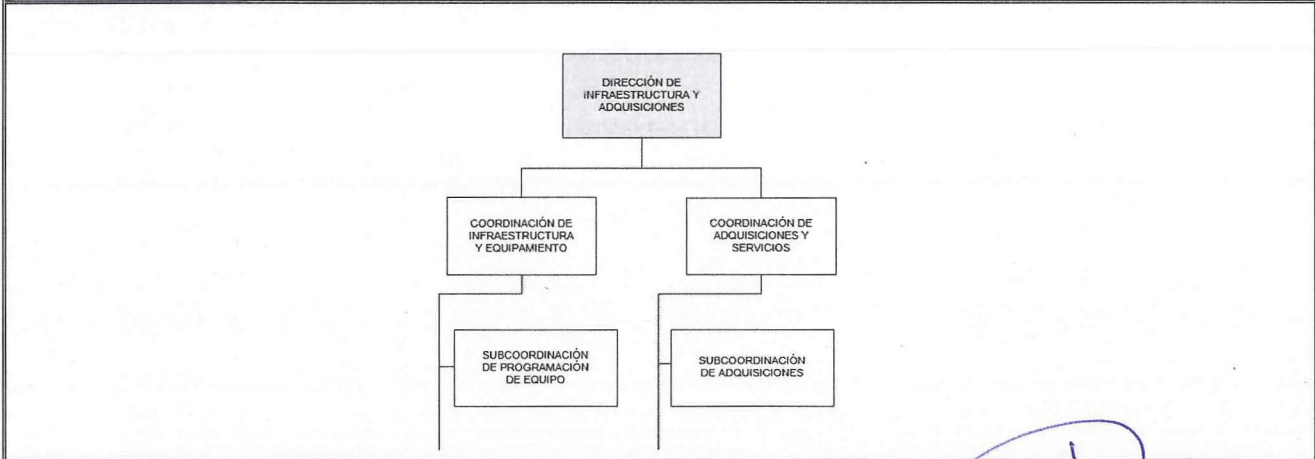 DIRECCIÓN DE
INFRAESTRUCTURA Y
ADQUISICIONES
COORDINACIÓN DE
INFRAESTRUCTURA
Y EQUIPAMIENTO
COORDINACIÓN DE
ADQUISICIONES Y
SERVICIOS
SUBCOORDINACIÓN
DE PROGRAMACIÓN
DE EQUIPO
SUBCOORDINACIÓN
DE ADQUISICIONES